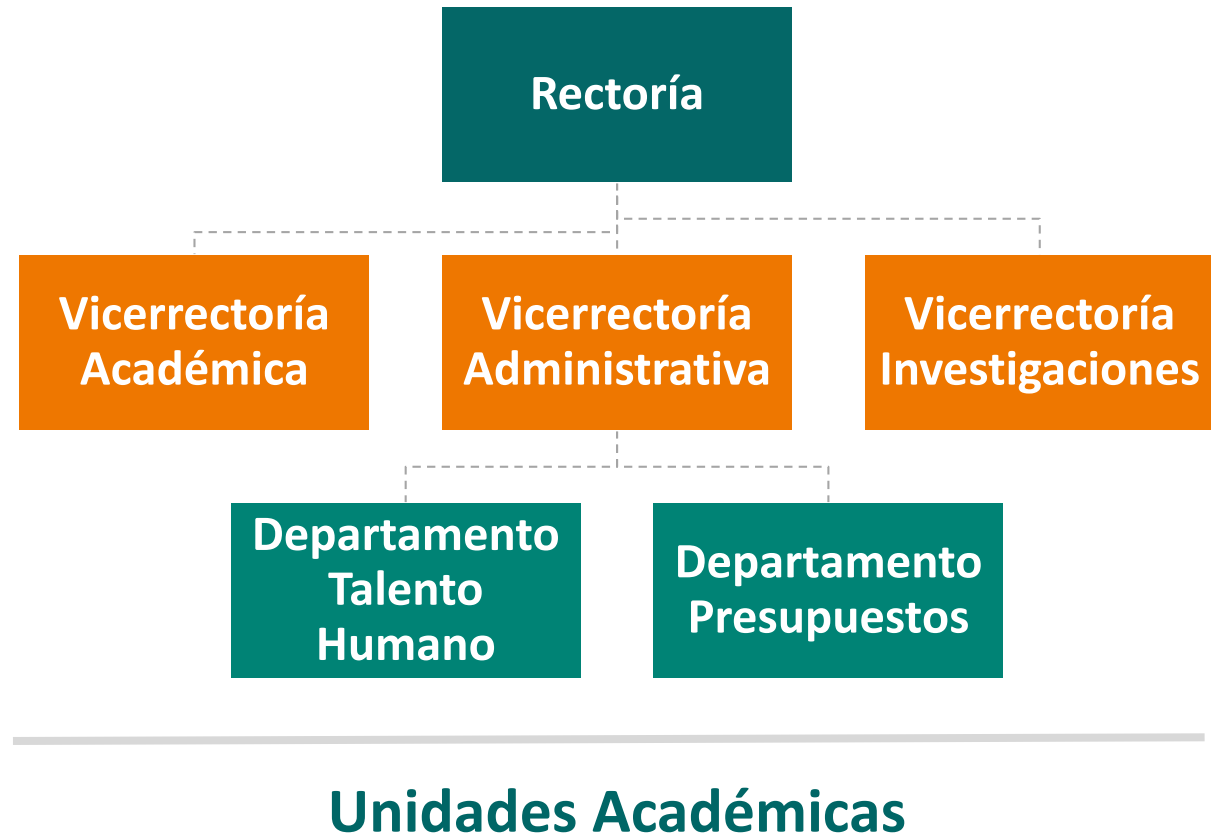 Rectoría
Vicerrectoría
Académica
Vicerrectoría
Administrativa
Vicerrectoría
Investigaciones
Departamento
Talento
Humano
Departamento
Presupuestos
Unidades Académicas